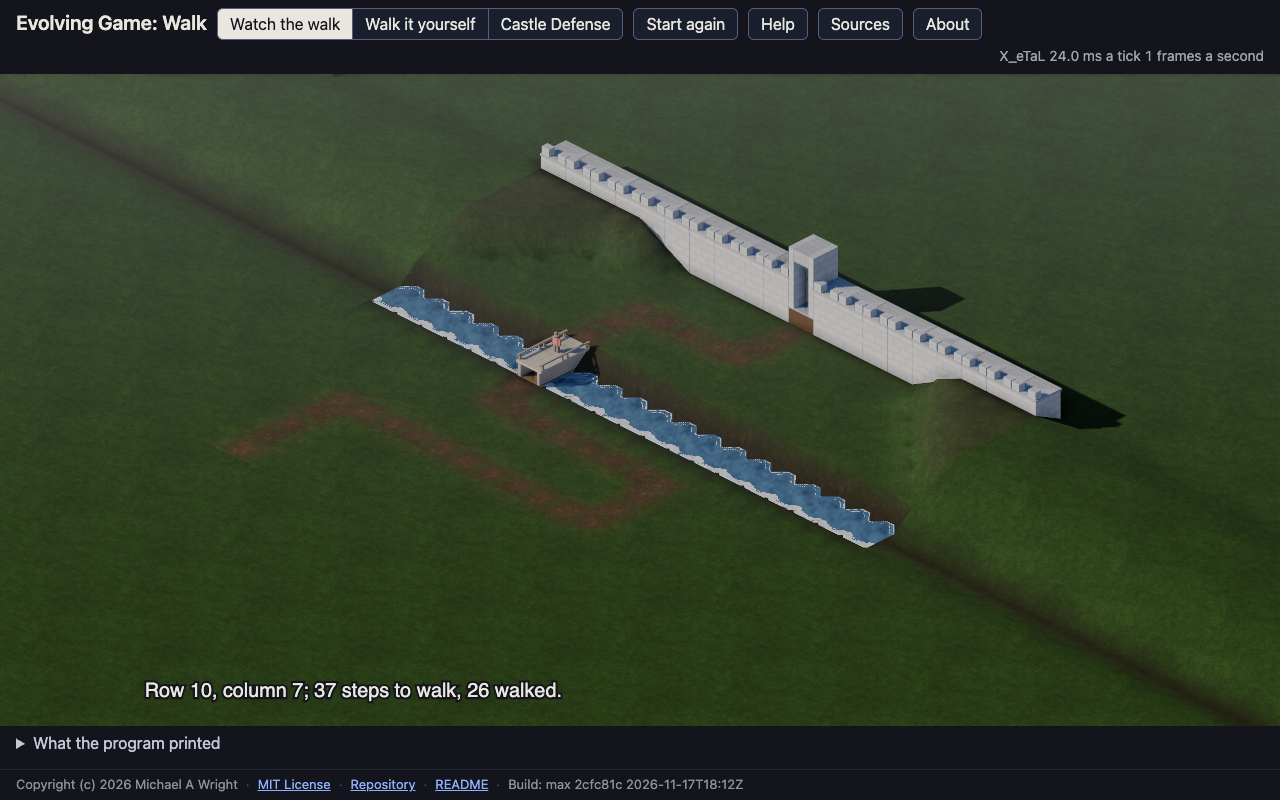 Evolving Game: Walk
Watch the walk
Walk it yourself
Castle Defense
Start again
Help
Sources
About
X_eTaL 24.0 ms a tick 1 frames a second
Row 10, column 7; 37 steps to walk, 26 walked.
What the program printed
Copyright (c) 2026 Michael A Wright · MIT License · Repository · README · Build: max 2cfc81c 2026-11-17T18:12Z